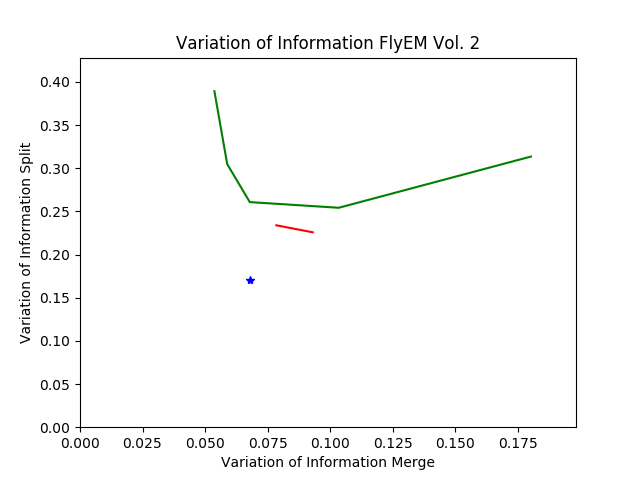 Variation of Information FlyEM Vol. 2
0.40
0.35
0.30
0.25
0.20
0.15
0.10
0.05
0.00
Variation of Information Split
0.000 0.025 0.050 0.075 0.100 0.125 0.150 0.175
Variation of Information Merge